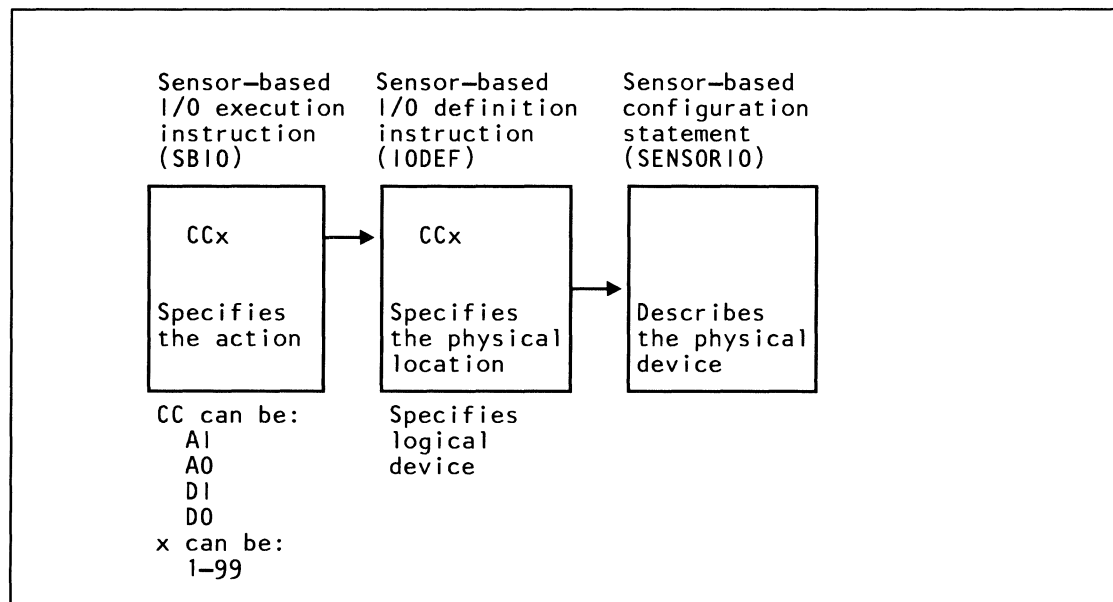 Sensor–based
I/O execution
instruction
(SBIO)
Sensor–based
I/O definition
instruction
(IODEF)
Sensor–based
configuration
statement
(SENSORIO)
CCx
Specifies
the action
CCx
Specifies
the physical
location
Describes
the physical
device
CC can be:
AI
AO
DI
DO
x can be:
1–99
Specifies
logical
device